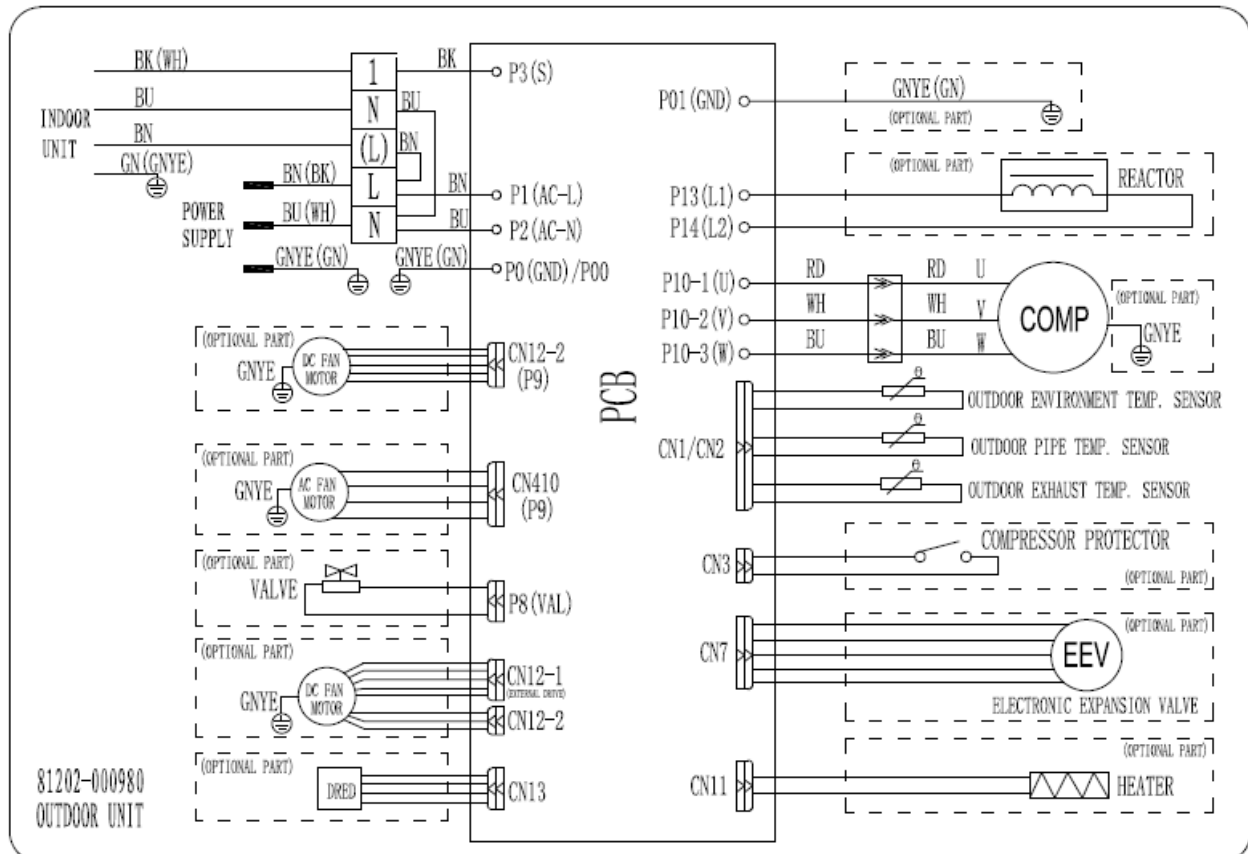 BK(WH)
BU
INDOOR
UNIT
BN
GN(GNYE)
1
N
(L)
L
N
BK
BU
BN
BN
BU
BN(BK)
POWER
SUPPLY
BU(WH)
GNYE(GN)
GNYE(GN)
P3(S)
P1(AC-L)
P2(AC-N)
P0(GND)/P00
(OPTIONAL PART)
DC FAN
MOTOR
GNYE
CN12-2
(P9)
(OPTIONAL PART)
AC FAN
MOTOR
GNYE
CN410
(P9)
(OPTIONAL PART)
VALVE
P8(VAL)
(OPTIONAL PART)
DC FAN
MOTOR
GNYE
CN12-1
(EXTERNAL DRIVE)
CN12-2
(OPTIONAL PART)
DRED
CN13
81202-000980
OUTDOOR UNIT
PCB
P01(GND)
GNYE(GN)
(OPTIONAL PART)
(OPTIONAL PART)
REACTOR
P13(L1)
P14(L2)
P10-1(U)
RD
RD
U
P10-2(V)
WH
WH
V
P10-3(W)
BU
BU
W
COMP
(OPTIONAL PART)
GNYE
CN1/CN2
θ
OUTDOOR ENVIRONMENT TEMP. SENSOR
θ
OUTDOOR PIPE TEMP. SENSOR
θ
OUTDOOR EXHAUST TEMP. SENSOR
CN3
COMPRESSOR PROTECTOR
(OPTIONAL PART)
CN7
(OPTIONAL PART)
EEV
ELECTRONIC EXPANSION VALVE
(OPTIONAL PART)
CN11
HEATER